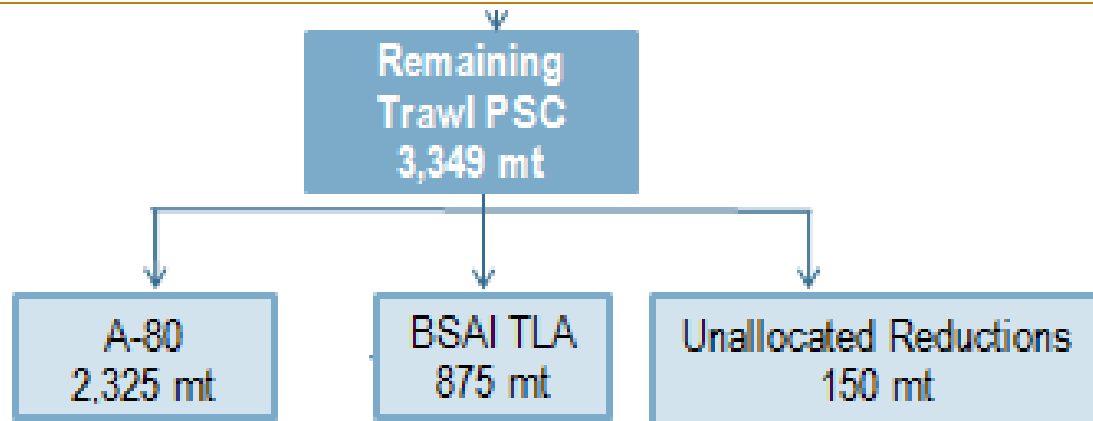 Remaining
Trawl PSC
3,349 mt
A-80
2,325 mt
BSAI TLA
875 mt
Unallocated Reductions
150 mt